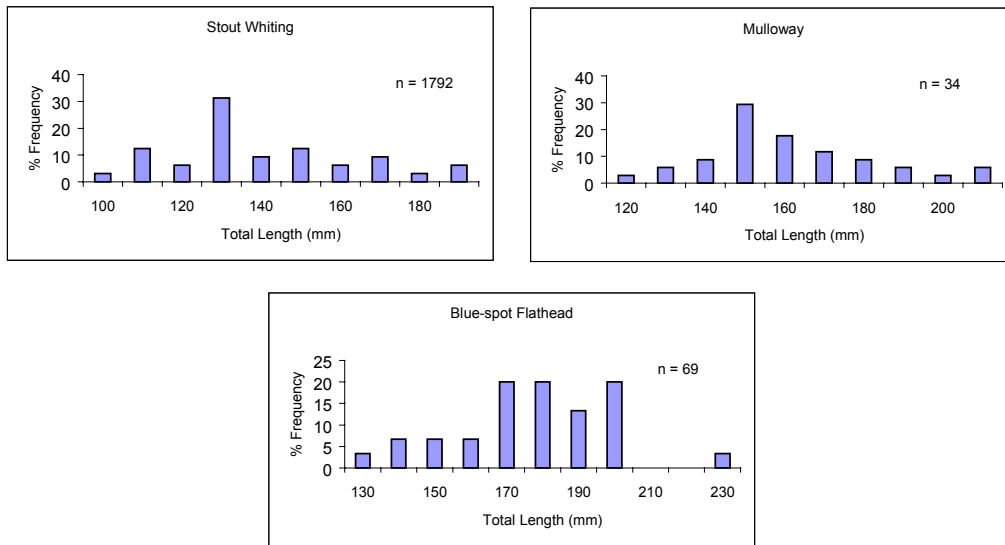 Stout Whiting
n = 1792
% Frequency
40
30
20
10
0
100 120 140 160 180
Total Length (mm)
Mulloway
n = 34
% Frequency
40
30
20
10
0
120 140 160 180 200
Total Length (mm)
Blue-spot Flathead
n = 69
% Frequency
25
20
15
10
5
0
130 150 170 190 210 230
Total Length (mm)